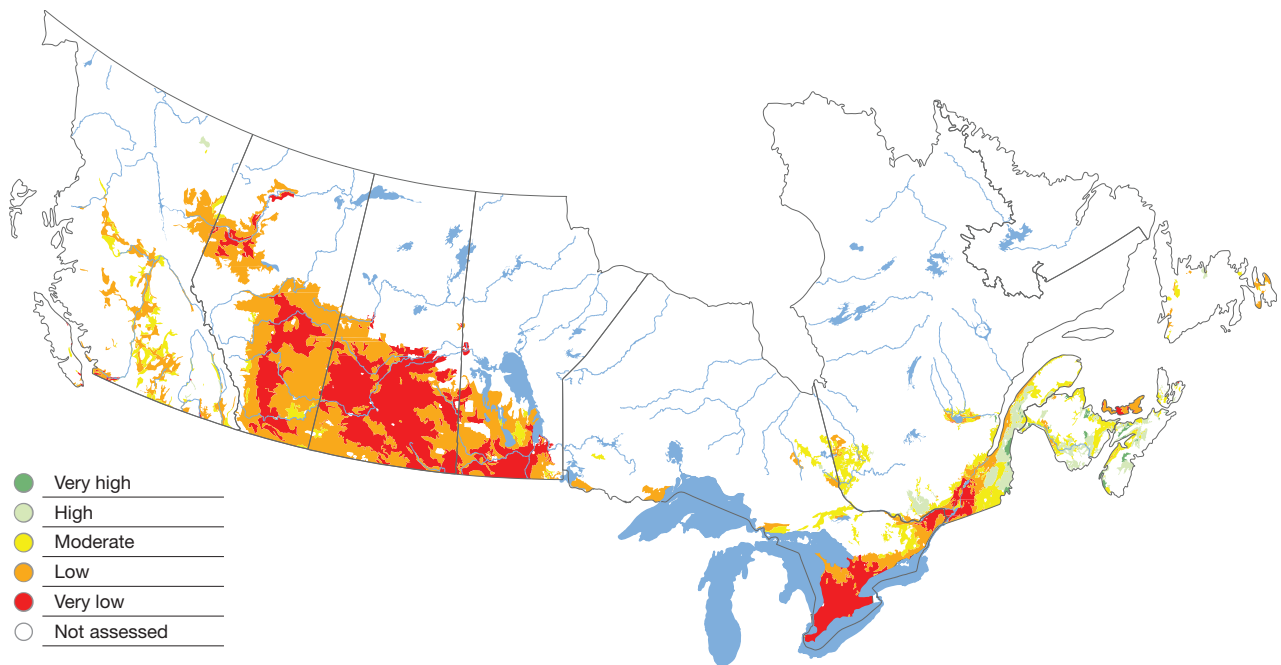 Very high
High
Moderate
Low
Very low
Not assessed